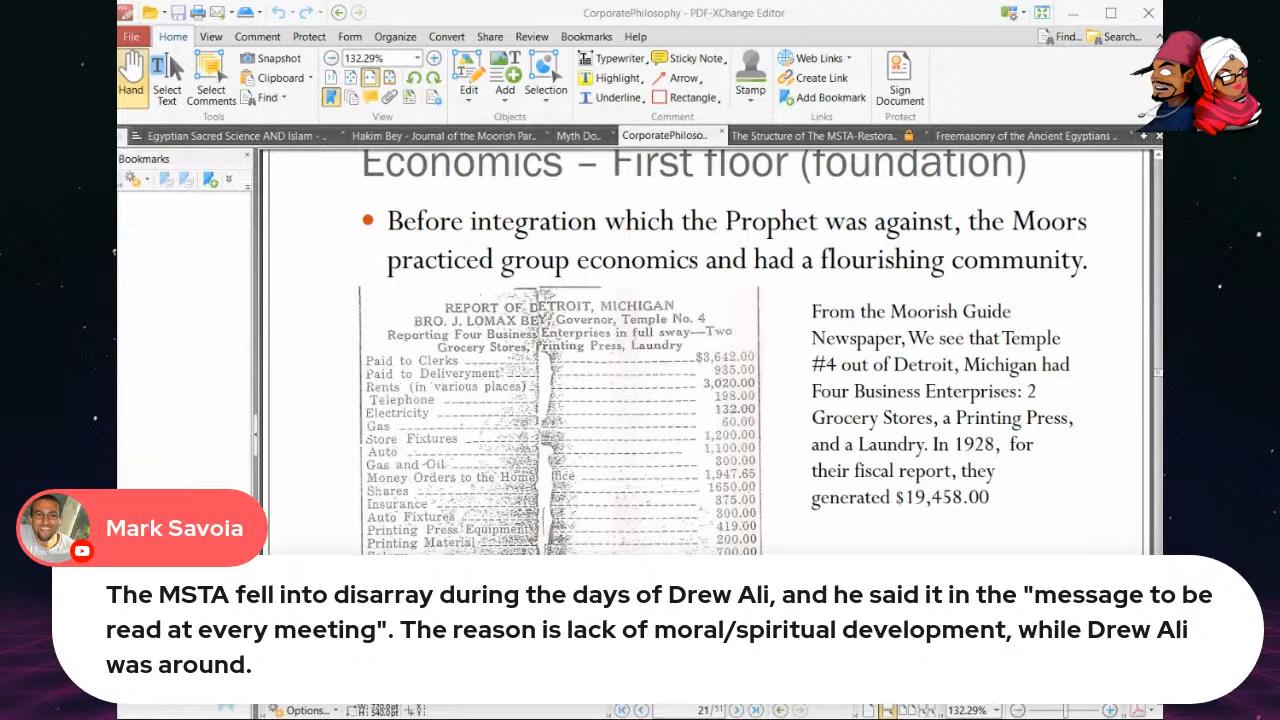 CorporatePhilosophy - PDF-XChange Editor
File Home View Comment Protect Form Organize Convert Share Review Bookmarks Help Find... Search...
Hand
Select Text
Select Comments
Snapshot
Clipboard
Find
Tools
132.29%
View
Edit
Add
Selection
Objects
Typewriter
Highlight
Underline
Sticky Note
Arrow
Rectangle
Comment
Stamp
Web Links
Create Link
Add Bookmark
Links
Sign Document
Protect
Egyptian Sacred Science AND Islam - ... Hakim Bey - Journal of the Moorish Par... Myth Do... CorporatePhiloso... The Structure of The MSTA-Restora... Freemasonry of the Ancient Egyptians ...
Bookmarks
Economics – First floor (foundation)
Before integration which the Prophet was against, the Moors
practiced group economics and had a flourishing community.
REPORT OF DETROIT, MICHIGAN
BRO. J. LOMAX BEY, Governor, Temple No. 4
Reporting Four Business Enterprises in full sway—Two
Grocery Stores, Printing Press, Laundry
Paid to Clerks $3,642.00
Paid to Deliveryment 935.00
Rents (in various places) 3,020.00
Telephone 198.00
Electricity 132.00
Gas 60.00
Store Fixtures 1,200.00
Auto 1,100.00
Gas and Oil 300.00
Money Orders to the Home Office 1,947.65
Shares 1650.00
Insurance 375.00
Auto Fixtures 300.00
Printing Press Equipment 419.00
Printing Material 200.00
700.00
From the Moorish Guide
Newspaper, We see that Temple
#4 out of Detroit, Michigan had
Four Business Enterprises: 2
Grocery Stores, a Printing Press,
and a Laundry. In 1928, for
their fiscal report, they
generated $19,458.00
Mark Savoia
The MSTA fell into disarray during the days of Drew Ali, and he said it in the "message to be
read at every meeting". The reason is lack of moral/spiritual development, while Drew Ali
was around.
Options... 21 / 51 132.29%